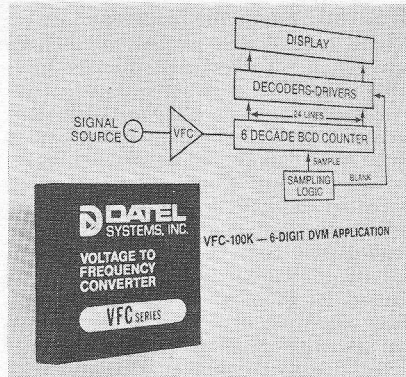 DISPLAY
DECODERS-DRIVERS
24 LINES
SIGNAL
SOURCE
VFC
6 DECADE BCD COUNTER
SAMPLE
SAMPLING
LOGIC
BLANK
DATEL
SYSTEMS, INC.
VOLTAGE TO
FREQUENCY
CONVERTER
VFC SERIES
VFC-100K — 6-DIGIT DVM APPLICATION